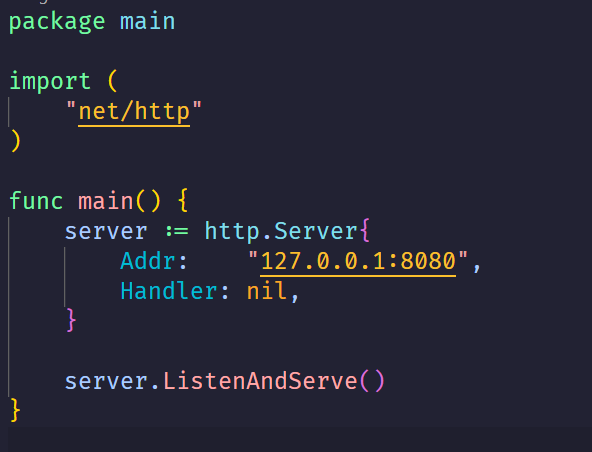 package main
import (
"net/http"
)
func main() {
server := http.Server{
Addr: "127.0.0.1:8080",
Handler: nil,
}
server.ListenAndServe()
}